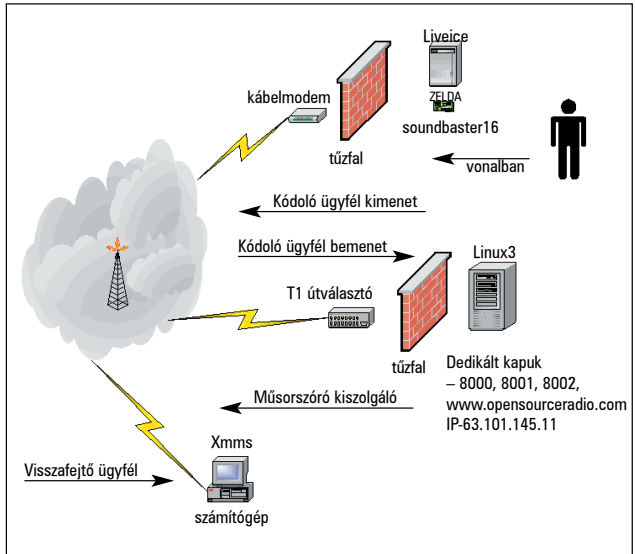 Liveice
kábelmodem
ZELDA
soundbaster16
tűzfal
vonalban
Kódoló ügyfél kimenet
Kódoló ügyfél bemenet
Linux3
T1 útválasztó
tűzfal
Dedikált kapuk
– 8000, 8001, 8002,
www.opensourceradio.com
IP-63.101.145.11
Műsorszóró kiszolgáló
Xmms
Visszafejtő ügyfél
számítógép